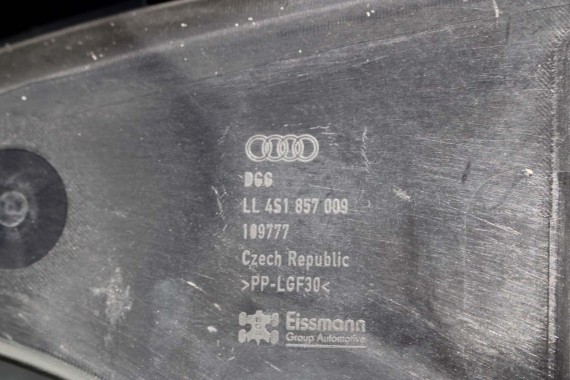 DGG
LL 4S1 857 009
109777
Czech Republic
>PP-LGF30<
Eissmann
Group Automotive